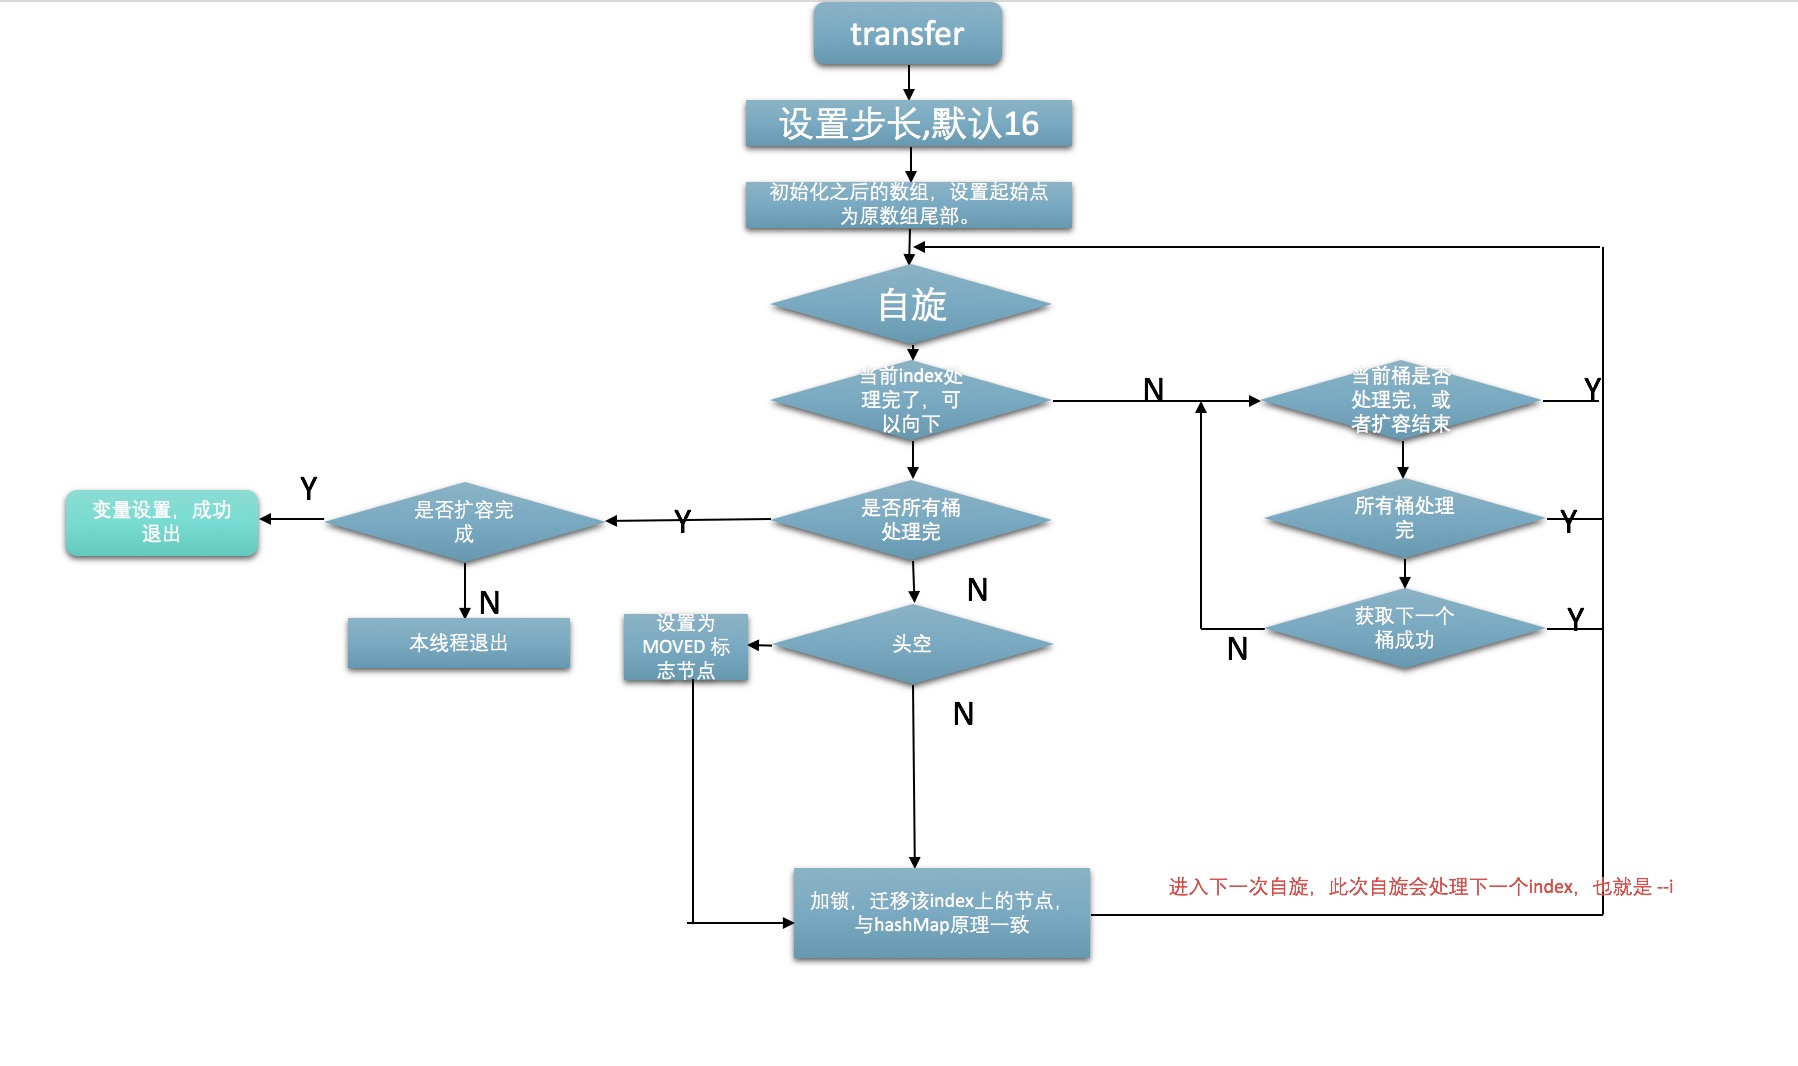 transfer
设置步长,默认16
初始化之后的数组，设置起始点
为原数组尾部。
自旋
当前index处
理完了，可
以向下
N
当前桶是否
处理完，或
者扩容结束
Y
Y
变量设置，成功
退出
是否扩容完
成
Y
是否所有桶
处理完
所有桶处理
完
Y
N
N
本线程退出
设置为
MOVED 标
志节点
头空
获取下一个
桶成功
Y
N
N
加锁，迁移该index上的节点，
与hashMap原理一致
进入下一次自旋，此次自旋会处理下一个index，也就是 --i